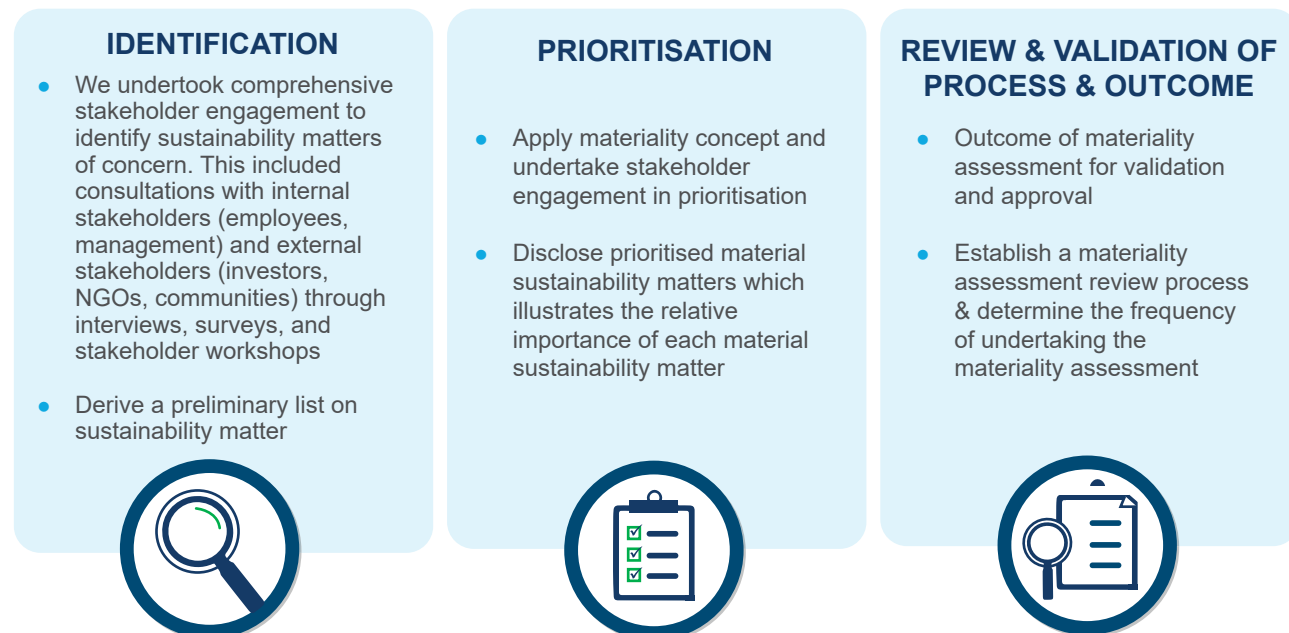 IDENTIFICATION
● We undertook comprehensive
stakeholder engagement to
identify sustainability matters
of concern. This included
consultations with internal
stakeholders (employees,
management) and external
stakeholders (investors,
NGOs, communities) through
interviews, surveys, and
stakeholder workshops
● Derive a preliminary list on
sustainability matter
PRIORITISATION
● Apply materiality concept and
undertake stakeholder
engagement in prioritisation
● Disclose prioritised material
sustainability matters which
illustrates the relative
importance of each material
sustainability matter
REVIEW & VALIDATION OF
PROCESS & OUTCOME
● Outcome of materiality
assessment for validation
and approval
● Establish a materiality
assessment review process
& determine the frequency
of undertaking the
materiality assessment